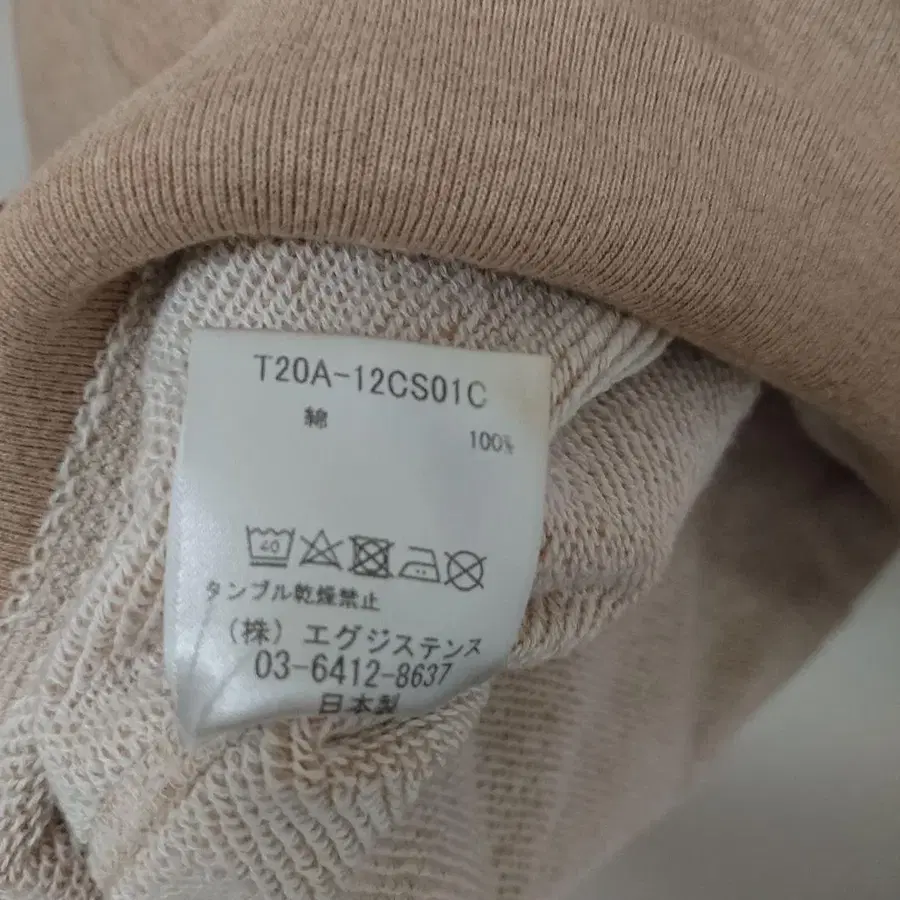 T20A-12CS01C
綿 100%
40
タンブル乾燥禁止
(株) エグジステンス
03-6412-8637
日本製